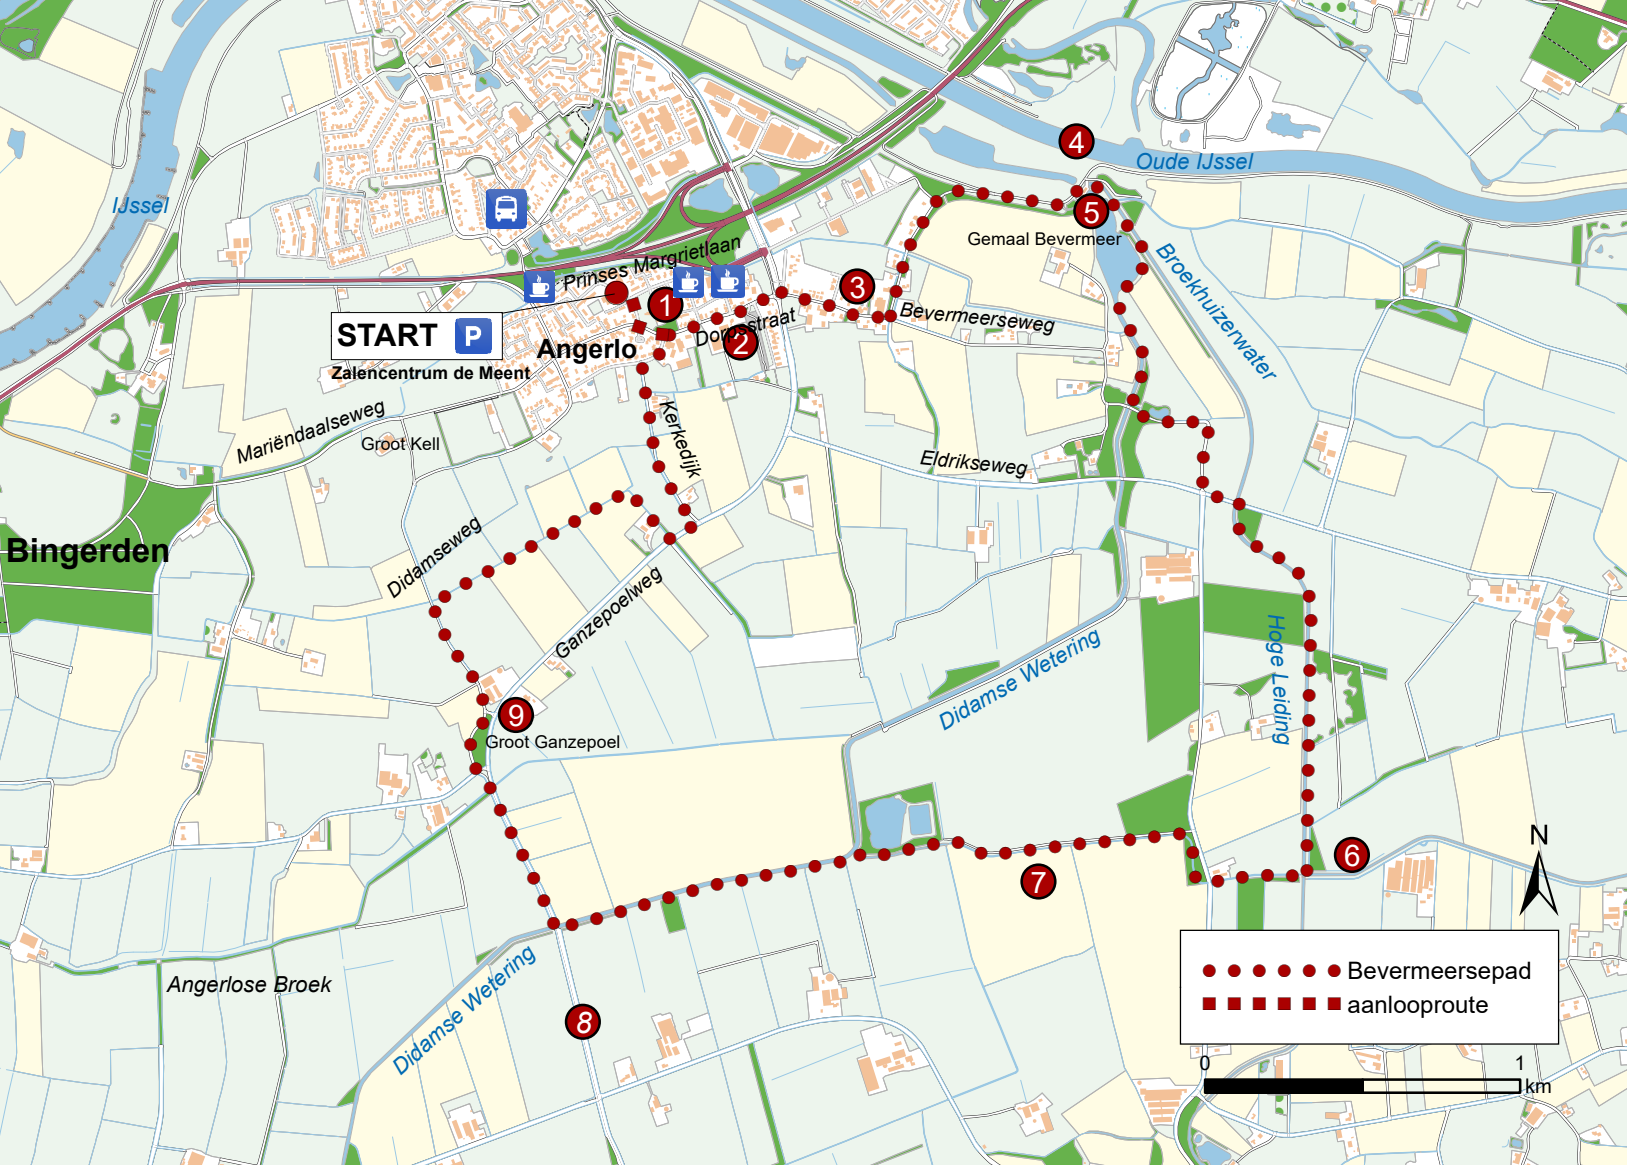 4
Oude IJssel
IJssel
5
Gemaal Bevermeer
Prinses Margrietlaan
Broekhuizerwater
3
1
START P
Bevermeerseweg
Dorpsstraat
2
Angerlo
Zalencentrum de Meent
Mariëndaalseweg
Groot Kell
Kerkedijk
Eldrikseweg
Bingerden
Didamseweg
Ganzepoelweg
Hoge Leiding
Didamse Wetering
9
Groot Ganzepoel
N
6
7
Angerlose Broek
Didamse Wetering
8
Bevermeersepad
aanlooproute
0 1
km